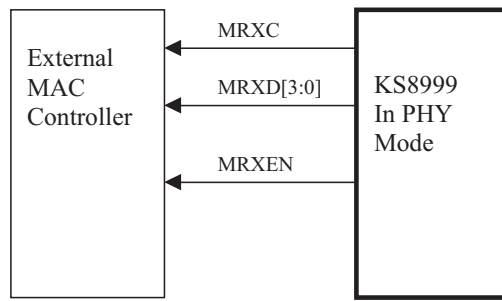 External
MAC
Controller
MRXC
MRXD[3:0]
MRXEN
KS8999
In PHY
Mode